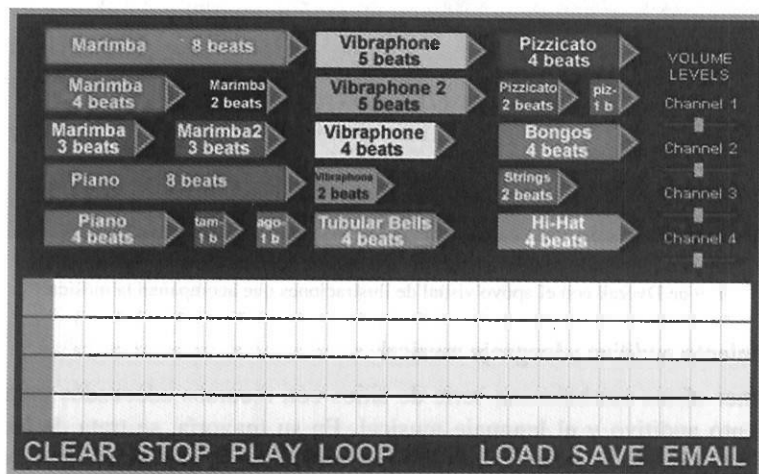 Marimba 8 beats
Vibraphone
5 beats
Pizzicato
4 beats
VOLUME
LEVELS
Marimba
4 beats
Marimba
2 beats
Vibraphone 2
5 beats
Pizzicato
2 beats
piz-
1 b
Channel 1
Marimba
3 beats
Marimba2
3 beats
Vibraphone
4 beats
Bongos
4 beats
Channel 2
Piano 8 beats
Vibraphone
2 beats
Strings
2 beats
Channel 3
Piano
4 beats
tam-
1 b
ago-
1 b
Tubular Bells
4 beats
Hi-Hat
4 beats
Channel 4
CLEAR STOP PLAY LOOP LOAD SAVE EMAIL